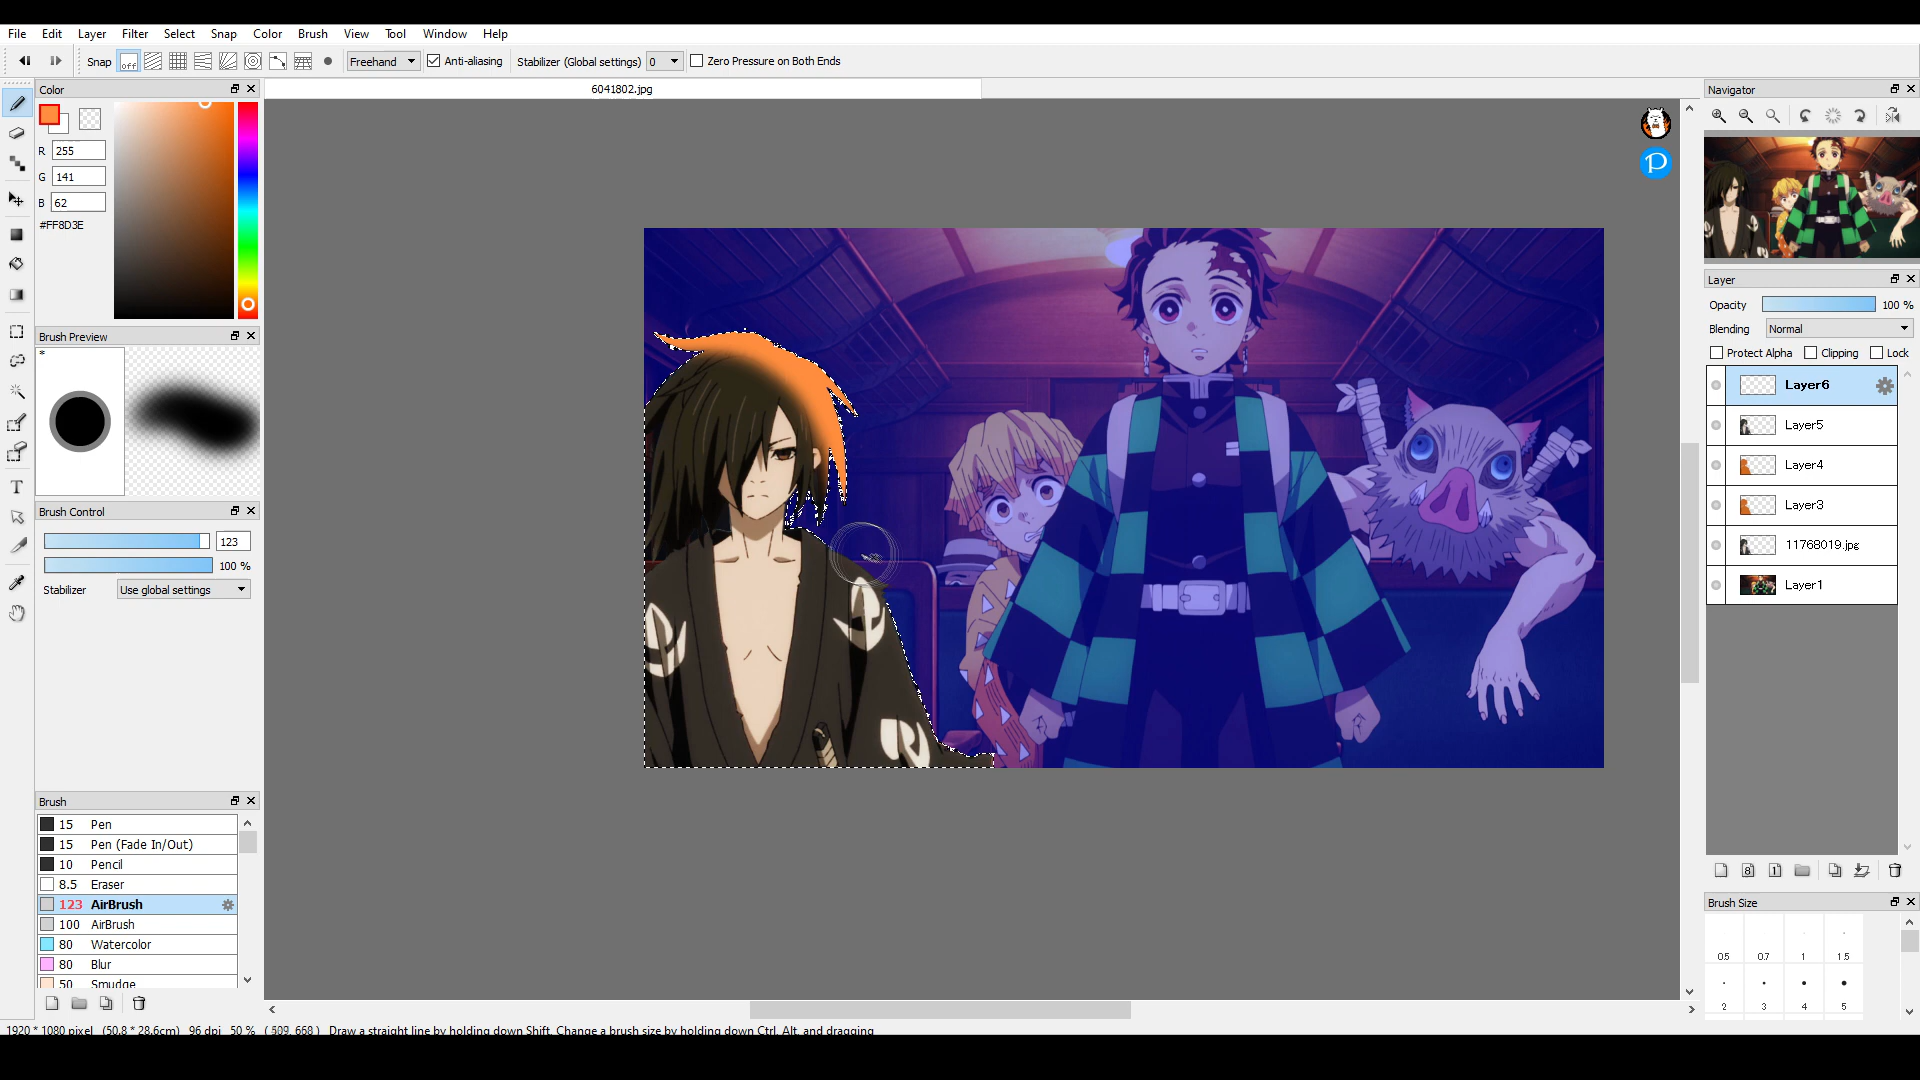 File Edit Layer Filter Select Snap Color Brush View Tool Window Help
Snap off Freehand Anti-aliasing Stabilizer (Global settings) 0 Zero Pressure on Both Ends
Color
6041802.jpg
Navigator
R 255
G 141
B 62
#FF8D3E
Brush Preview
*
Brush Control
123
100 %
Stabilizer Use global settings
Layer
Opacity 100 %
Blending Normal
Protect Alpha Clipping Lock
Layer6
Layer5
Layer4
Layer3
11768019.jpg
Layer1
Brush
15 Pen
15 Pen (Fade In/Out)
10 Pencil
8.5 Eraser
123 AirBrush
100 AirBrush
80 Watercolor
80 Blur
50 Smudge
Brush Size
0.5 0.7 1 1.5
2 3 4 5
1920 * 1080 pixel (50.8 * 28.6cm) 96 dpi 50 % ( 609, 668 ) Draw a straight line by holding down Shift, Change a brush size by holding down Ctrl, Alt, and dragging